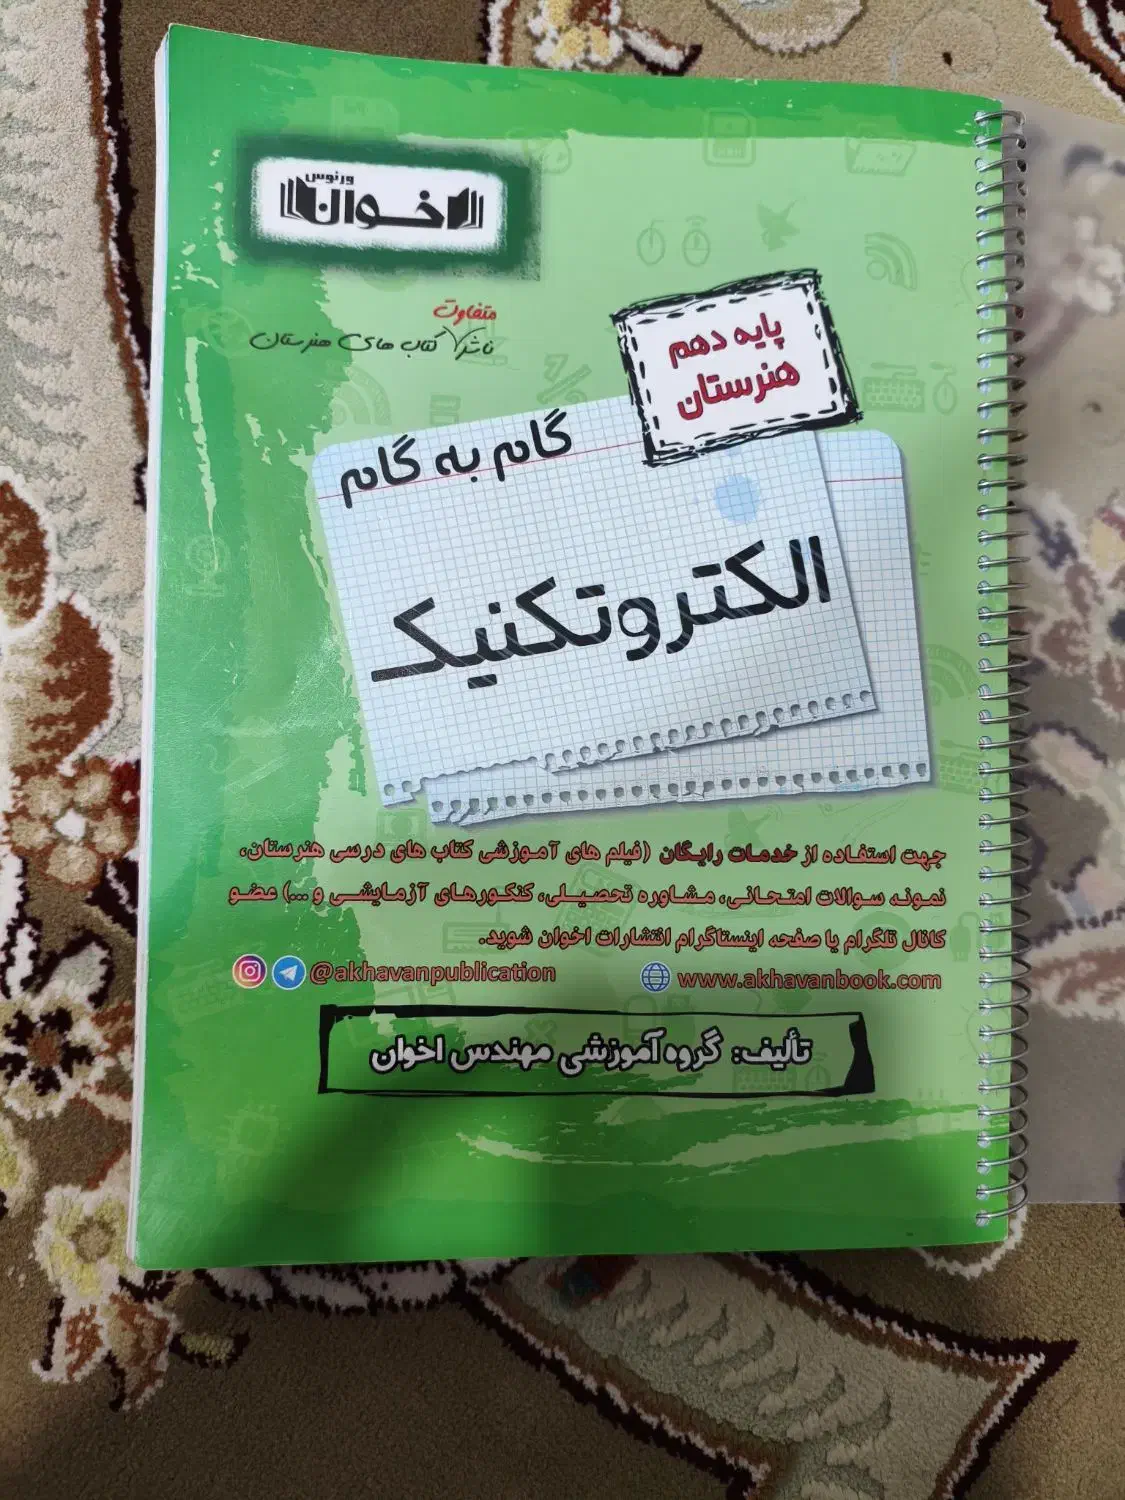 ورنوس
اخوان
متفاوت
ناشر کتاب های هنرستان
پایه دهم
هنرستان
گام به گام
الکتروتکنیک
جهت استفاده از خدمات رایگان (فیلم های آموزشی کتاب های درسی هنرستان،
نمونه سوالات امتحانی، مشاوره تحصیلی، کنکورهای آزمایشی و...) عضو
کانال تلگرام یا صفحه اینستاگرام انتشارات اخوان شوید.
@akhavanpublication
www.akhavanbook.com
تألیف: گروه آموزشی مهندس اخوان